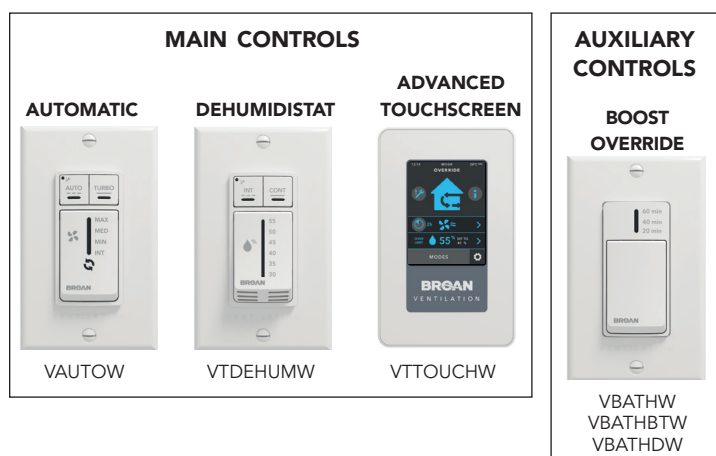 MAIN CONTROLS
AUTOMATIC
DEHUMIDISTAT
ADVANCED
TOUCHSCREEN
AUTO TURBO
MAX
MED
MIN
INT
BROAN
VAUTOW
INT CONT
%
55
50
45
40
35
30
BROAN
VTDEHUMW
OVERRIDE
2h
55%
MODES
BROAN
VENTILATION
VTTOUCHW
AUXILIARY
CONTROLS
BOOST
OVERRIDE
60 min
40 min
20 min
BROAN
VBATHW
VBATHBTW
VBATHDW